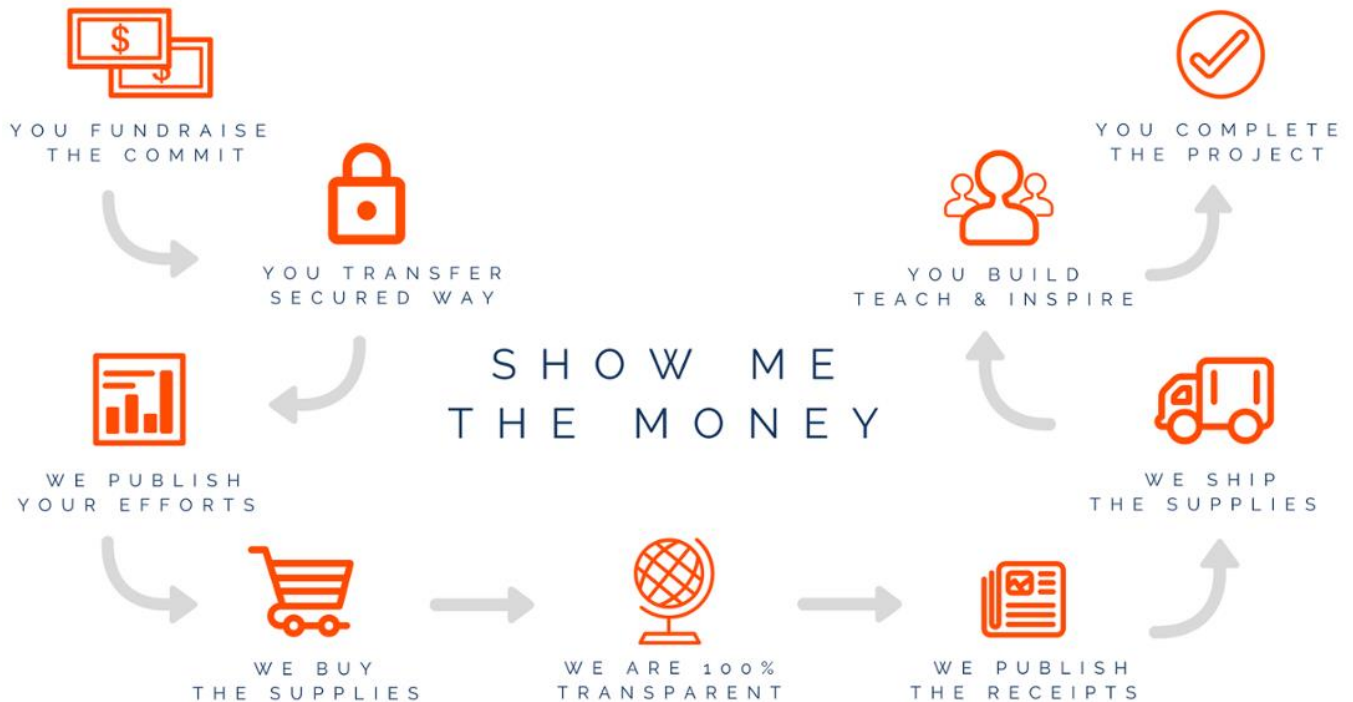 $
$
YOU FUNDRAISE
THE COMMIT
YOU TRANSFER
SECURED WAY
WE PUBLISH
YOUR EFFORTS
WE BUY
THE SUPPLIES
WE ARE 100%
TRANSPARENT
WE PUBLISH
THE RECEIPTS
WE SHIP
THE SUPPLIES
YOU BUILD
TEACH & INSPIRE
YOU COMPLETE
THE PROJECT
SHOW ME
THE MONEY